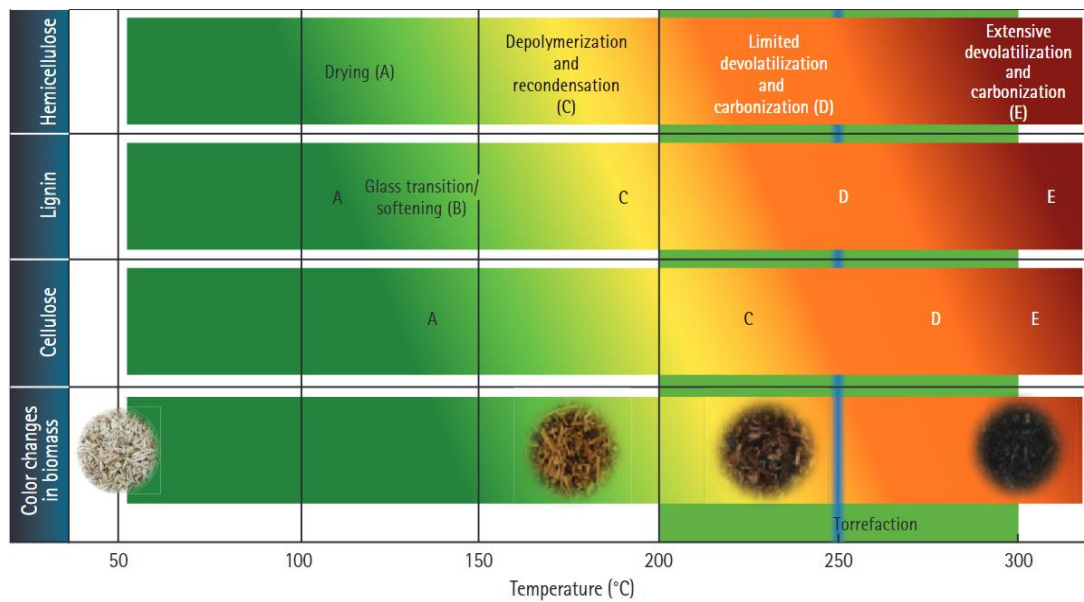 Hemicellulose
Drying (A)
Depolymerization
and
recondensation
(C)
Limited
devolatilization
and
carbonization (D)
Extensive
devolatilization
and
carbonization
(E)
Lignin
A
Glass transition/
softening (B)
C
D
E
Cellulose
A
C
D
E
Color changes
in biomass
Torrefaction
50
100
150
200
250
300
Temperature (°C)